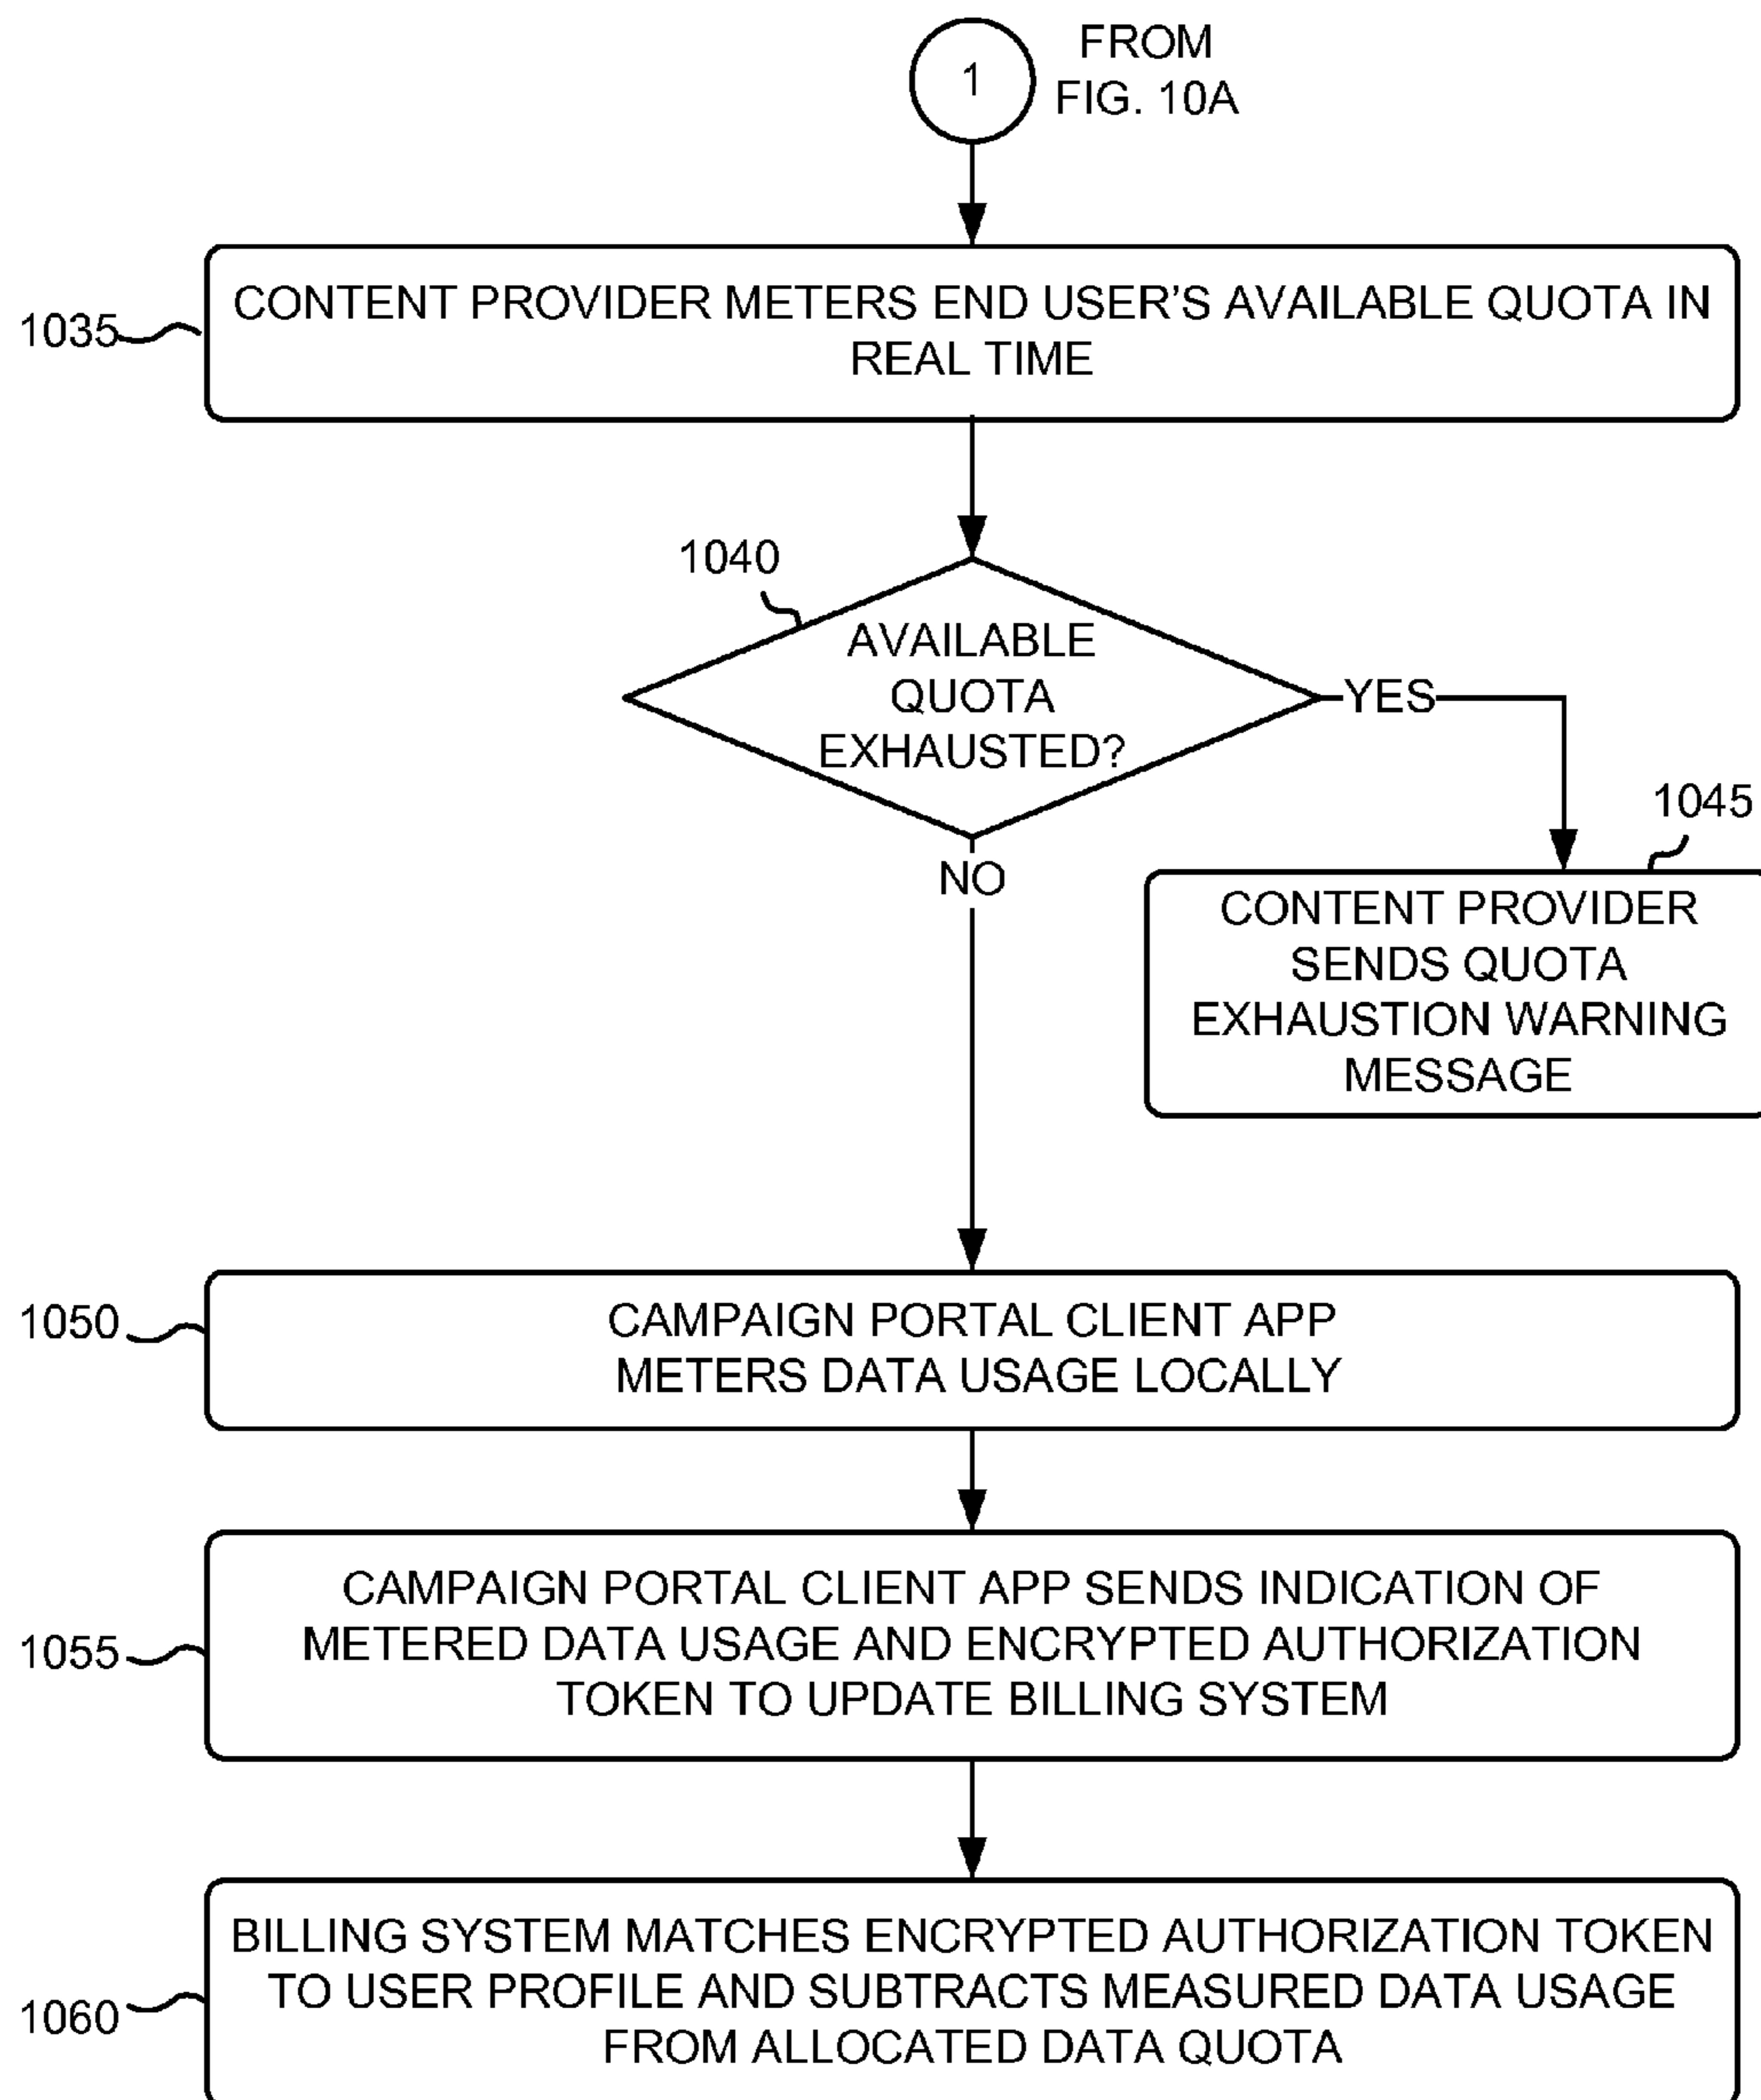 1
FROM
FIG. 10A
1035
CONTENT PROVIDER METERS END USER'S AVAILABLE QUOTA IN
REAL TIME
1040
AVAILABLE
QUOTA
EXHAUSTED?
YES
NO
1045
CONTENT PROVIDER
SENDS QUOTA
EXHAUSTION WARNING
MESSAGE
1050
CAMPAIGN PORTAL CLIENT APP
METERS DATA USAGE LOCALLY
1055
CAMPAIGN PORTAL CLIENT APP SENDS INDICATION OF
METERED DATA USAGE AND ENCRYPTED AUTHORIZATION
TOKEN TO UPDATE BILLING SYSTEM
1060
BILLING SYSTEM MATCHES ENCRYPTED AUTHORIZATION TOKEN
TO USER PROFILE AND SUBTRACTS MEASURED DATA USAGE
FROM ALLOCATED DATA QUOTA